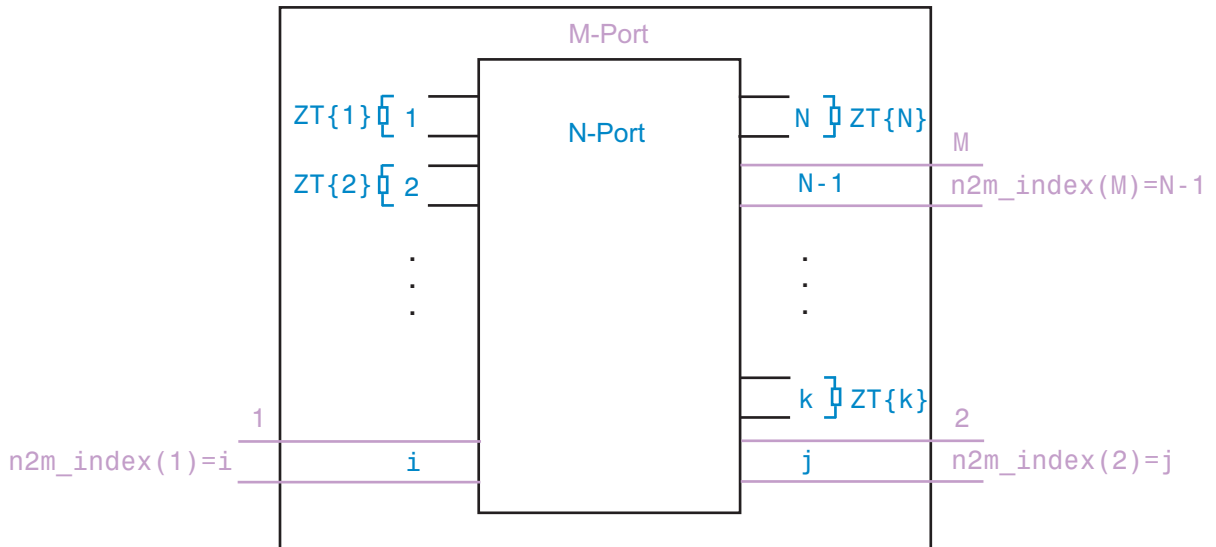 M-Port
ZT{1} 1
N ZT{N}
N-Port
M
ZT{2} 2
N-1
n2m_index(M)=N-1
.
.
.
.
.
.
k ZT{k}
1
2
n2m_index(1)=i
i
j
n2m_index(2)=j